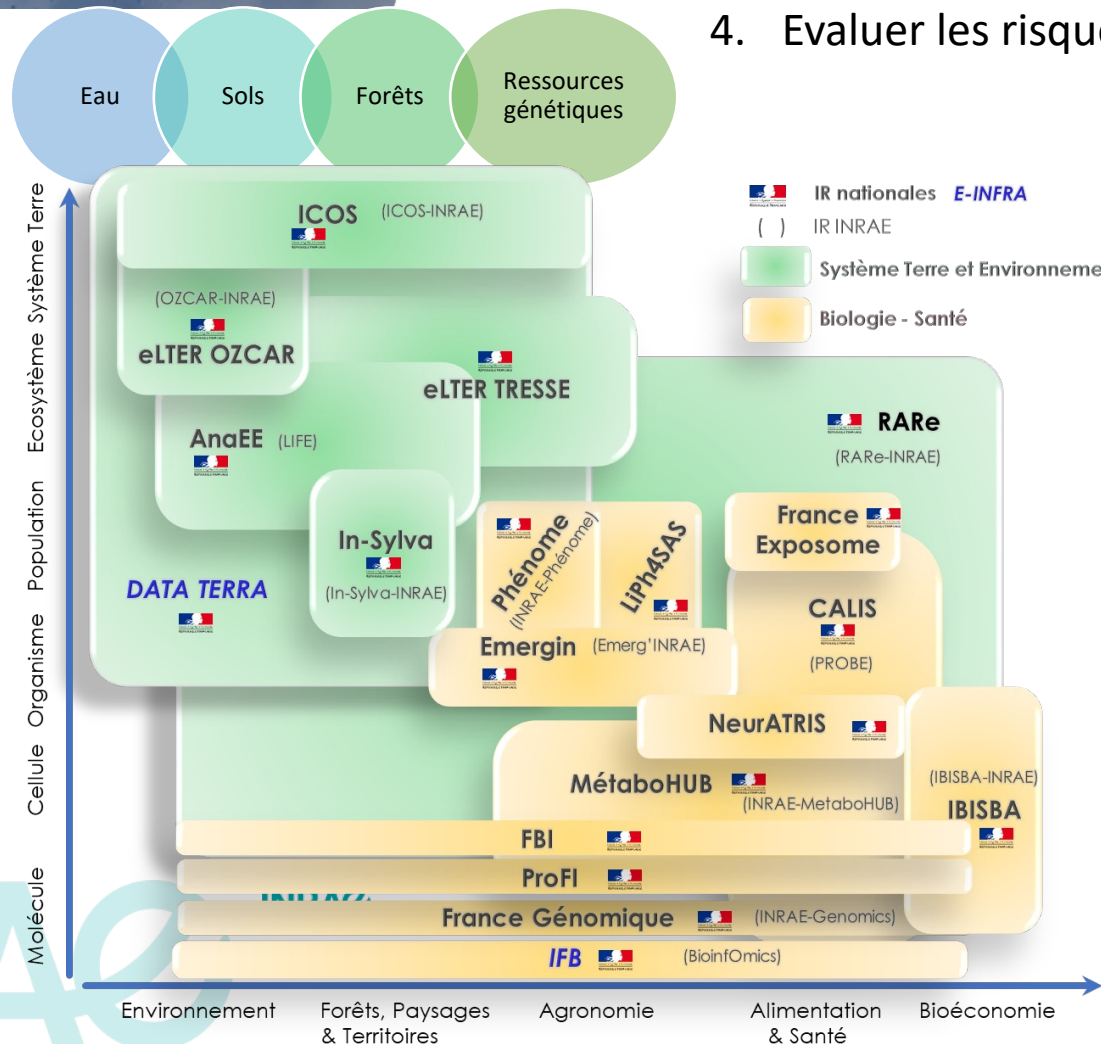 4. Evaluer les risque
Eau
Sols
Forêts
Ressources
génétiques
IR nationales E-INFRA
( ) IR INRAE
Système Terre et Environneme
Biologie - Santé
Système Terre
Ecosystème
Population
Organisme
Cellule
Molécule
ICOS (ICOS-INRAE)
(OZCAR-INRAE)
eLTER OZCAR
eLTER TRESSE
AnaEE (LIFE)
RARe
(RARe-INRAE)
In-Sylva
(In-Sylva-INRAE)
DATA TERRA
Phénome
(INRAE-Phénome)
LiPh4SAS
France
Exposome
CALIS
(PROBE)
Emergin (Emerg'INRAE)
NeurATRIS
MétaboHUB
(INRAE-MetaboHUB)
(IBISBA-INRAE)
IBISBA
FBI
ProFI
France Génomique (INRAE-Genomics)
IFB (BioinfOmics)
Environnement
Forêts, Paysages
& Territoires
Agronomie
Alimentation
& Santé
Bioéconomie